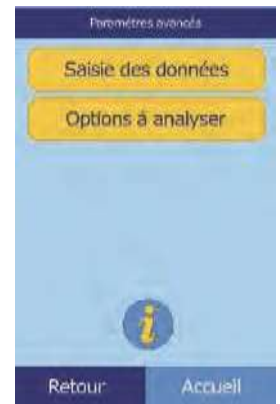 Paramètres avancés
Saisie des données
Options à analyser
i
Retour Accueil